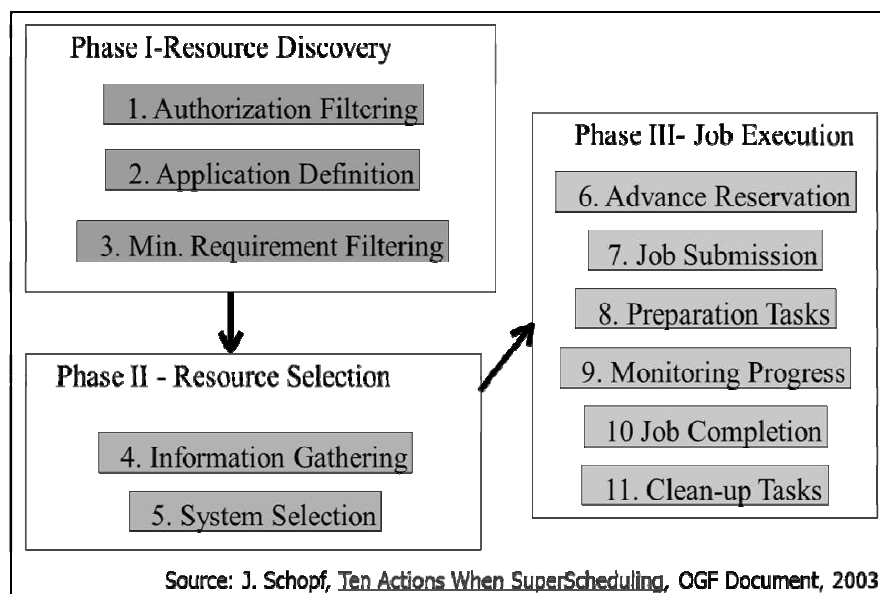 Phase I-Resource Discovery
1. Authorization Filtering
2. Application Definition
3. Min. Requirement Filtering
Phase II - Resource Selection
4. Information Gathering
5. System Selection
Phase III- Job Execution
6. Advance Reservation
7. Job Submission
8. Preparation Tasks
9. Monitoring Progress
10 Job Completion
11. Clean-up Tasks
Source: J. Schopf, Ten Actions When SuperScheduling, OGF Document, 2003